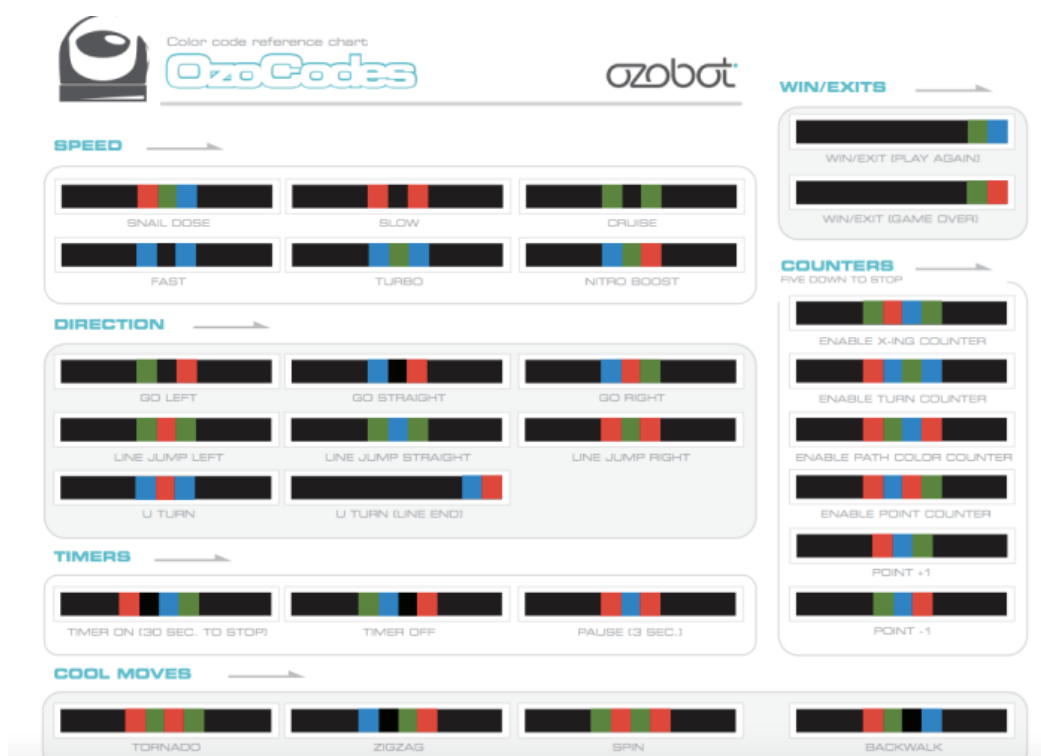 Color code reference chart
OzoCodes
ozobot
SPEED
SNAIL DOSE
SLOW
CRUISE
FAST
TURBO
NITRO BOOST
DIRECTION
GO LEFT
GO STRAIGHT
GO RIGHT
LINE JUMP LEFT
LINE JUMP STRAIGHT
LINE JUMP RIGHT
U TURN
U TURN (LINE END)
TIMERS
TIMER ON (30 SEC. TO STOP)
TIMER OFF
PAUSE (3 SEC.)
WIN/EXITS
WIN/EXIT (PLAY AGAIN)
WIN/EXIT (GAME OVER)
COUNTERS
FIVE DOWN TO STOP
ENABLE X-ING COUNTER
ENABLE TURN COUNTER
ENABLE PATH COLOR COUNTER
ENABLE POINT COUNTER
POINT +1
POINT -1
COOL MOVES
TORNADO
ZIGZAG
SPIN
BACKWALK